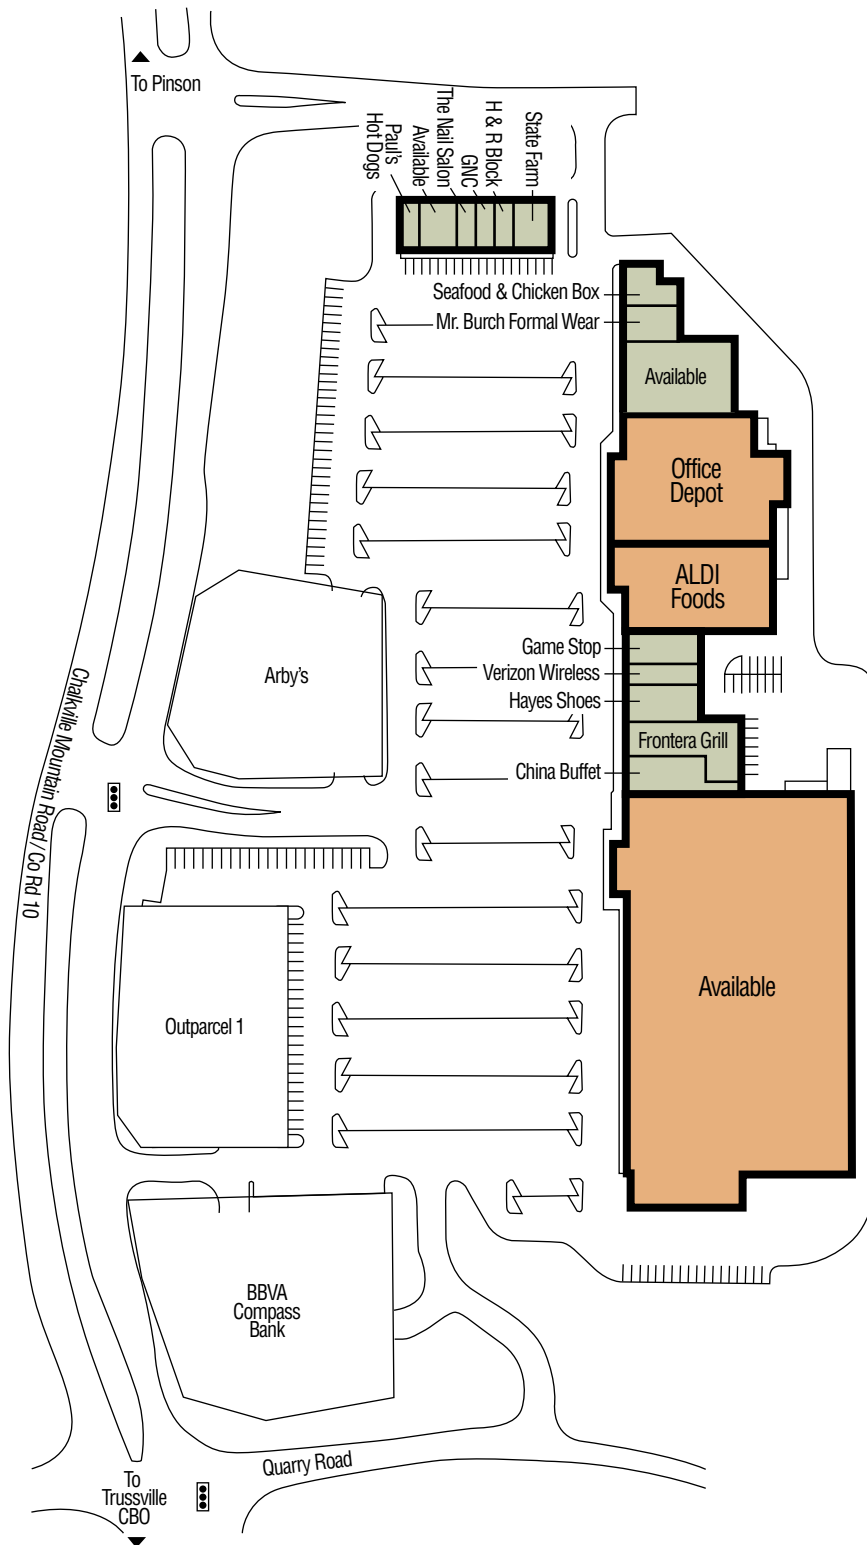 To Pinson
Paul's
Hot Dogs
Available
The Nail Salon
GNC
H & R Block
State Farm
Seafood & Chicken Box
Mr. Burch Formal Wear
Available
Office
Depot
ALDI
Foods
Game Stop
Verizon Wireless
Hayes Shoes
Frontera Grill
China Buffet
Arby's
Chalkville Mountain Road / Co Rd 10
Available
Outparcel 1
BBVA
Compass
Bank
Quarry Road
To
Trussville
CBO